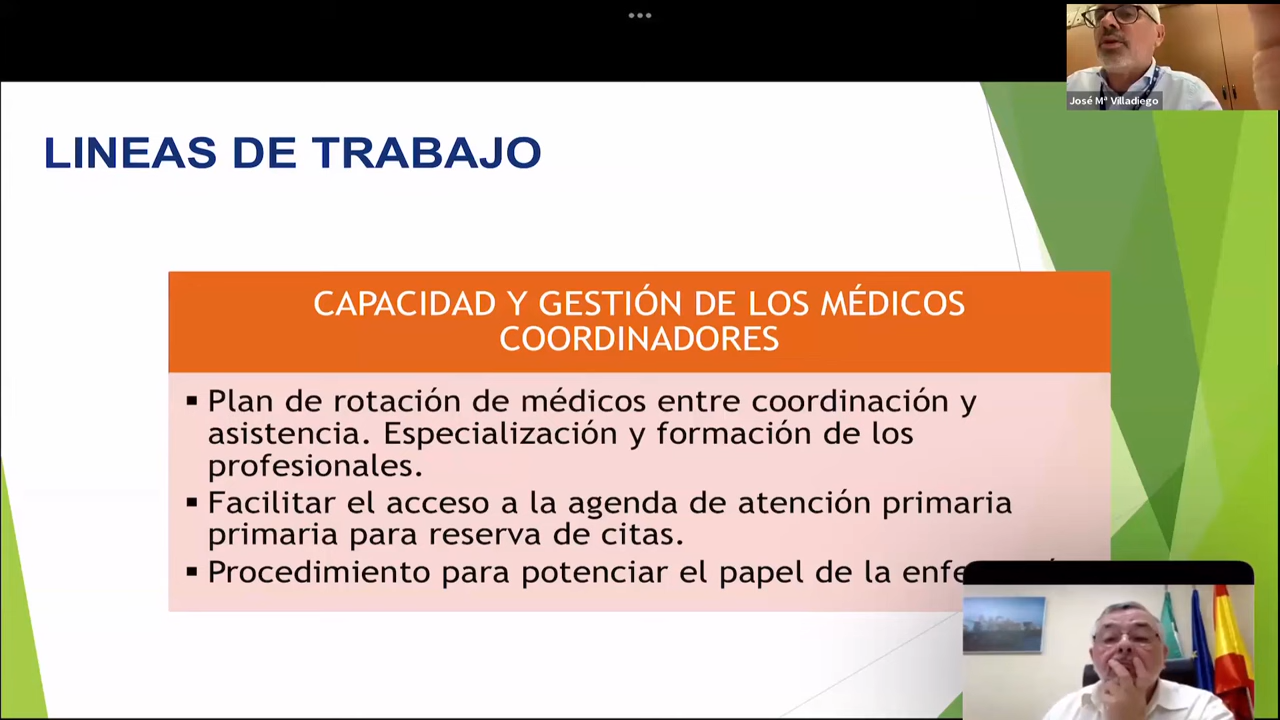 José Mª Villadiego
LINEAS DE TRABAJO
CAPACIDAD Y GESTIÓN DE LOS MÉDICOS
COORDINADORES
▪ Plan de rotación de médicos entre coordinación y
asistencia. Especialización y formación de los
profesionales.
▪ Facilitar el acceso a la agenda de atención primaria
primaria para reserva de citas.
▪ Procedimiento para potenciar el papel de la